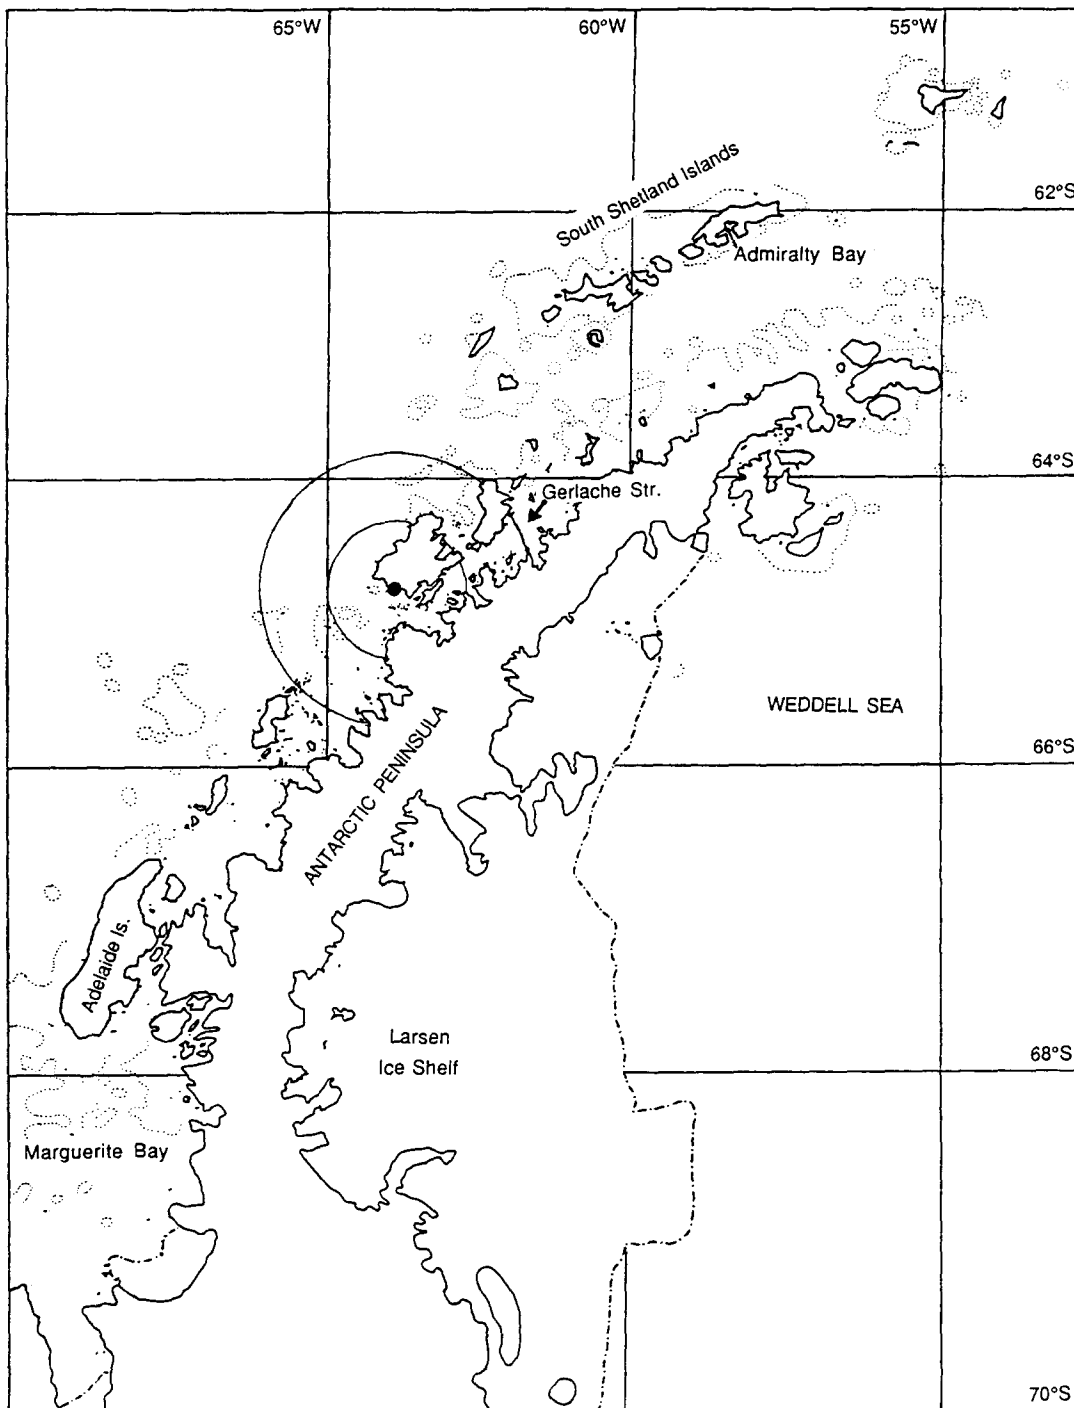 65°W
60°W
55°W
62°S
South Shetland Islands
Admiralty Bay
64°S
Gerlache Str.
WEDDELL SEA
66°S
ANTARCTIC PENINSULA
Adelaide Is.
Larsen
Ice Shelf
68°S
Marguerite Bay
70°S